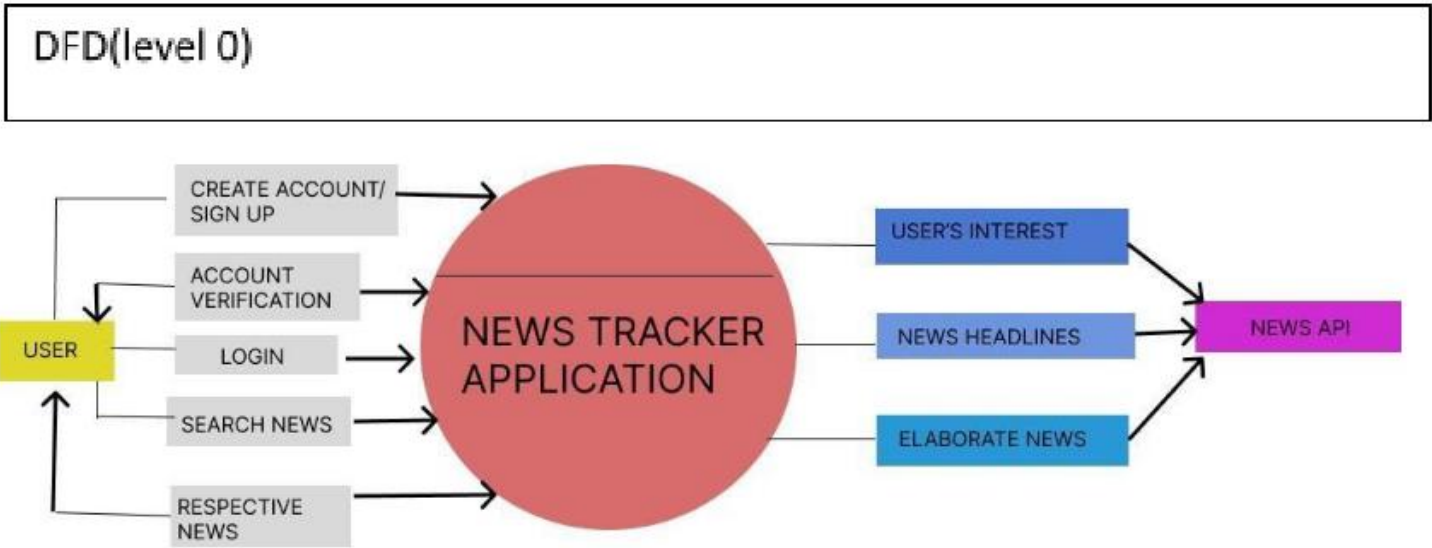 DFD(level 0)
CREATE ACCOUNT/
SIGN UP
ACCOUNT
VERIFICATION
USER
LOGIN
SEARCH NEWS
RESPECTIVE
NEWS
NEWS TRACKER
APPLICATION
USER'S INTEREST
NEWS HEADLINES
ELABORATE NEWS
NEWS API